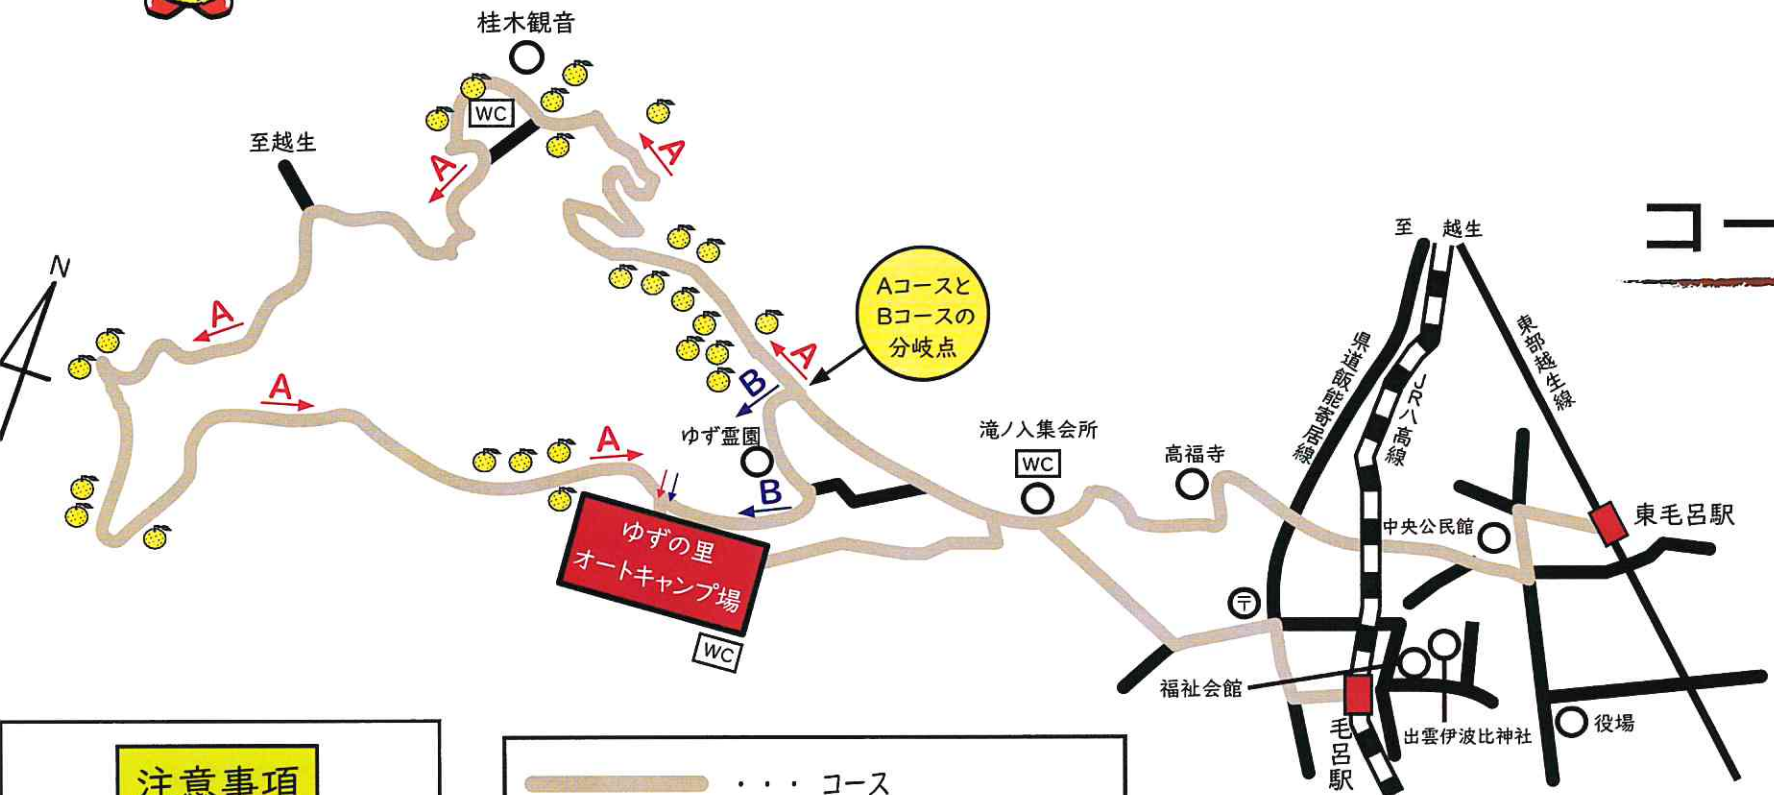 桂木観音
WC
至越生
A
A
N
A
A
A
A
B
B
Aコースと
Bコースの
分岐点
ゆず霊園
滝ノ入集会所
WC
高福寺
ゆずの里
オートキャンプ場
WC
至 越生
県道飯能寄居線
JR八高線
東部越生線
中央公民館
東毛呂駅
〒
福祉会館
毛呂駅
出雲伊波比神社
役場
コー
注意事項
・・・ コース